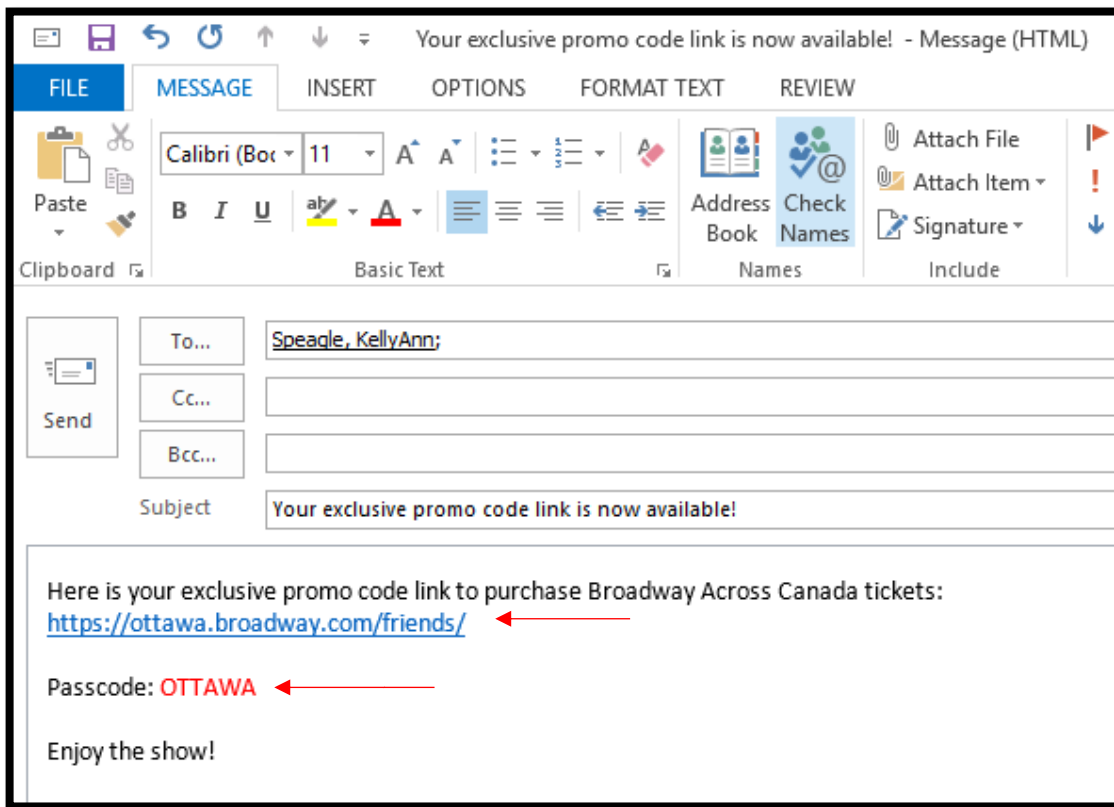 Your exclusive promo code link is now available! - Message (HTML)
FILE MESSAGE INSERT OPTIONS FORMAT TEXT REVIEW
Calibri (Boc 11 A A
Attach File
Attach Item
Signature
Paste
B I U ab A
Address Book
Check Names
Clipboard Basic Text Names Include
To... Speagle, KellyAnn;
Cc...
Send
Bcc...
Subject Your exclusive promo code link is now available!
Here is your exclusive promo code link to purchase Broadway Across Canada tickets:
https://ottawa.broadway.com/friends/
Passcode: OTTAWA
Enjoy the show!